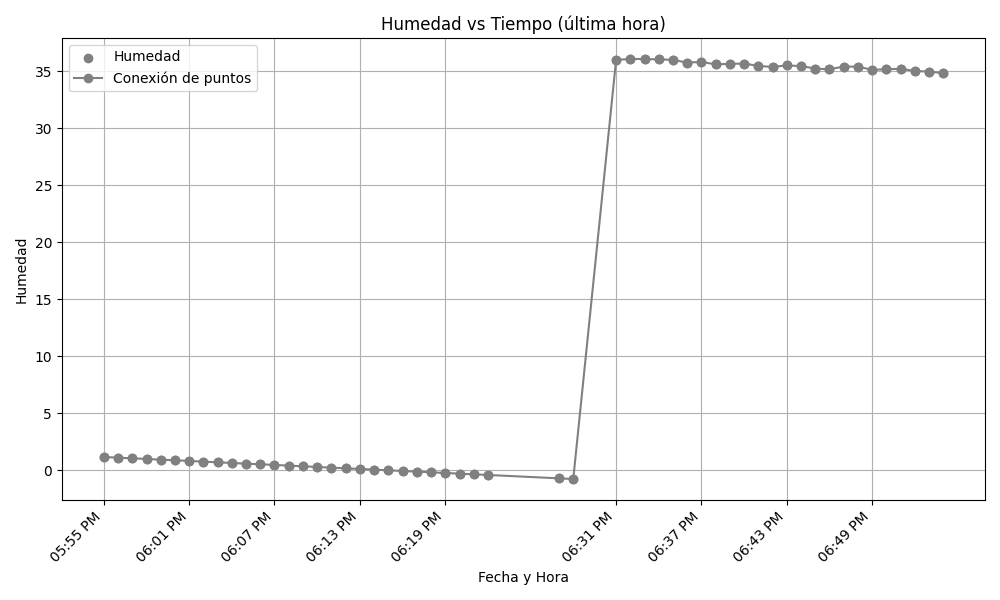 Humedad vs Tiempo (última hora)
Humedad
Conexión de puntos
35
30
25
20
15
10
5
0
Humedad
05:55 PM
06:01 PM
06:07 PM
06:13 PM
06:19 PM
06:31 PM
06:37 PM
06:43 PM
06:49 PM
Fecha y Hora